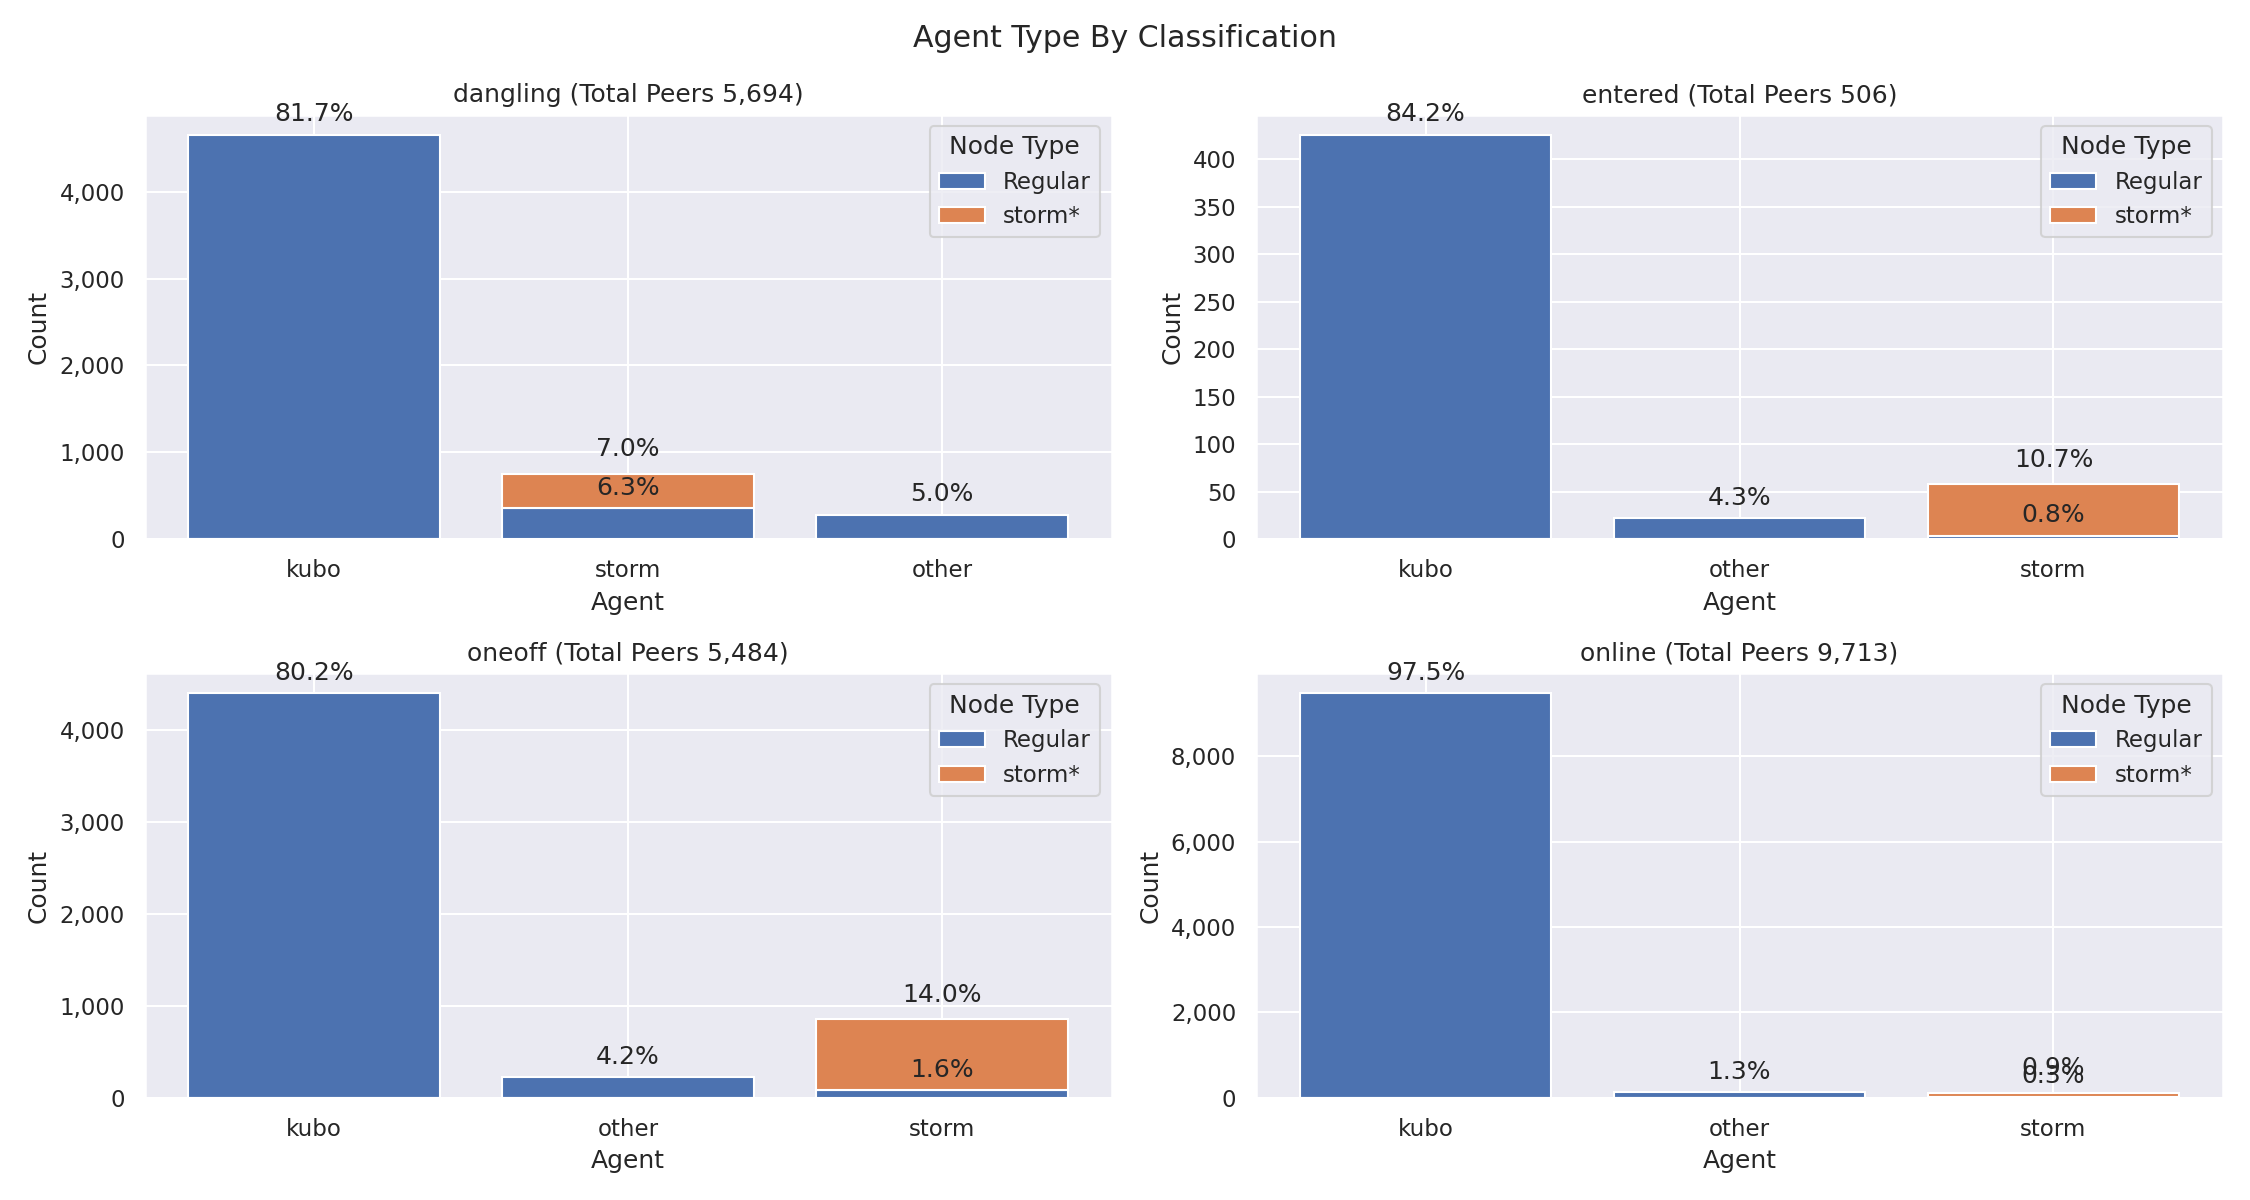 Agent Type By Classification
dangling (Total Peers 5,694)
81.7%
7.0%
6.3%
5.0%
Node Type
Regular
storm*
4,000
3,000
2,000
1,000
0
Count
kubo
storm
other
Agent
entered (Total Peers 506)
84.2%
4.3%
10.7%
0.8%
Node Type
Regular
storm*
400
350
300
250
200
150
100
50
0
Count
kubo
other
storm
Agent
oneoff (Total Peers 5,484)
80.2%
4.2%
14.0%
1.6%
Node Type
Regular
storm*
4,000
3,000
2,000
1,000
0
Count
kubo
other
storm
Agent
online (Total Peers 9,713)
97.5%
1.3%
0.9%
0.3%
Node Type
Regular
storm*
8,000
6,000
4,000
2,000
0
Count
kubo
other
storm
Agent